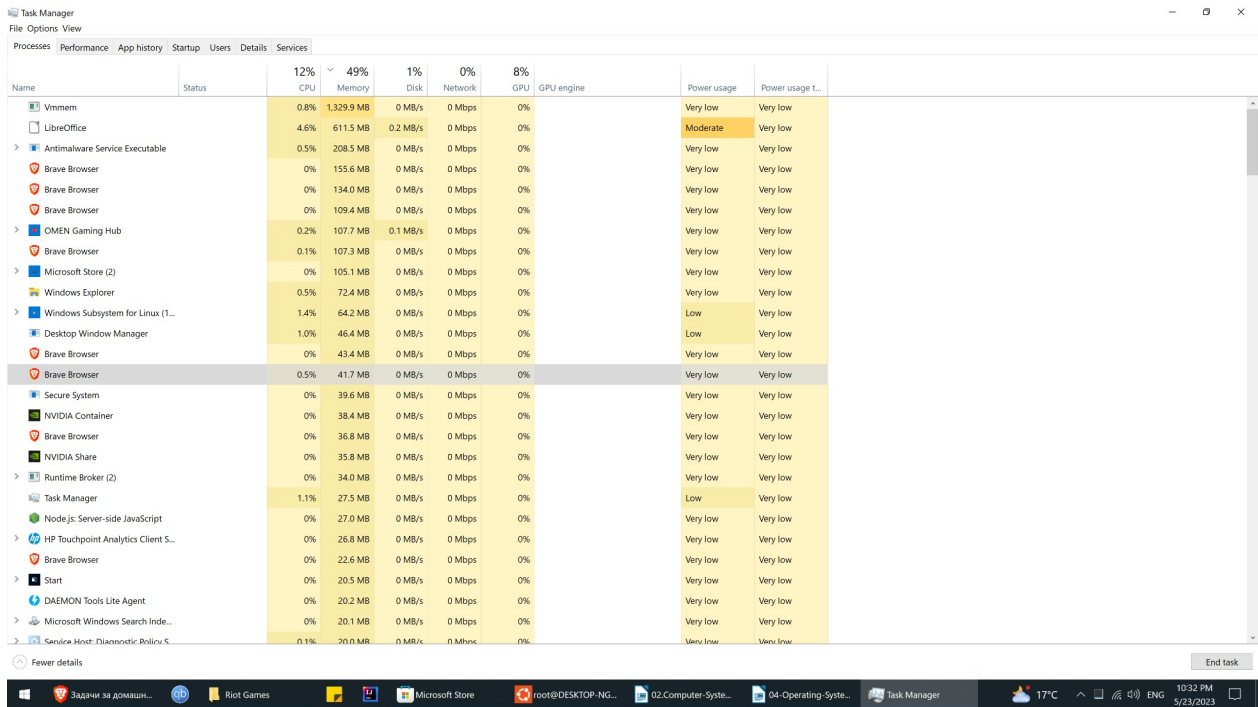 Task Manager
File Options View
Processes Performance App history Startup Users Details Services
12% 49% 1% 0% 8%
Name Status CPU Memory Disk Network GPU GPU engine Power usage Power usage t...
Vmmem 0.8% 1,329.9 MB 0 MB/s 0 Mbps 0% Very low Very low
LibreOffice 4.6% 611.5 MB 0.2 MB/s 0 Mbps 0% Moderate Very low
Antimalware Service Executable 0.5% 208.5 MB 0 MB/s 0 Mbps 0% Very low Very low
Brave Browser 0% 155.6 MB 0 MB/s 0 Mbps 0% Very low Very low
Brave Browser 0% 134.0 MB 0 MB/s 0 Mbps 0% Very low Very low
Brave Browser 0% 109.4 MB 0 MB/s 0 Mbps 0% Very low Very low
OMEN Gaming Hub 0.2% 107.7 MB 0.1 MB/s 0 Mbps 0% Very low Very low
Brave Browser 0.1% 107.3 MB 0 MB/s 0 Mbps 0% Very low Very low
Microsoft Store (2) 0% 105.1 MB 0 MB/s 0 Mbps 0% Very low Very low
Windows Explorer 0.5% 72.4 MB 0 MB/s 0 Mbps 0% Very low Very low
Windows Subsystem for Linux (1... 1.4% 64.2 MB 0 MB/s 0 Mbps 0% Low Very low
Desktop Window Manager 1.0% 46.4 MB 0 MB/s 0 Mbps 0% Low Very low
Brave Browser 0% 43.4 MB 0 MB/s 0 Mbps 0% Very low Very low
Brave Browser 0.5% 41.7 MB 0 MB/s 0 Mbps 0% Very low Very low
Secure System 0% 39.6 MB 0 MB/s 0 Mbps 0% Very low Very low
NVIDIA Container 0% 38.4 MB 0 MB/s 0 Mbps 0% Very low Very low
Brave Browser 0% 36.8 MB 0 MB/s 0 Mbps 0% Very low Very low
NVIDIA Share 0% 35.8 MB 0 MB/s 0 Mbps 0% Very low Very low
Runtime Broker (2) 0% 34.0 MB 0 MB/s 0 Mbps 0% Very low Very low
Task Manager 1.1% 27.5 MB 0 MB/s 0 Mbps 0% Low Very low
Node.js: Server-side JavaScript 0% 27.0 MB 0 MB/s 0 Mbps 0% Very low Very low
HP Touchpoint Analytics Client S... 0% 26.8 MB 0 MB/s 0 Mbps 0% Very low Very low
Brave Browser 0% 22.6 MB 0 MB/s 0 Mbps 0% Very low Very low
Start 0% 20.5 MB 0 MB/s 0 Mbps 0% Very low Very low
DAEMON Tools Lite Agent 0% 20.2 MB 0 MB/s 0 Mbps 0% Very low Very low
Microsoft Windows Search Inde... 0% 20.1 MB 0 MB/s 0 Mbps 0% Very low Very low
Service Host: Diagnostic Policy S... 0.1% 20.0 MB 0 MB/s 0 Mbps 0% Very low Very low
Fewer details End task
Задачи за домашн... qb Riot Games Microsoft Store root@DESKTOP-NG... 02.Computer-Syste... 04-Operating-Syste... Task Manager 17°C ENG 10:32 PM
5/23/2023